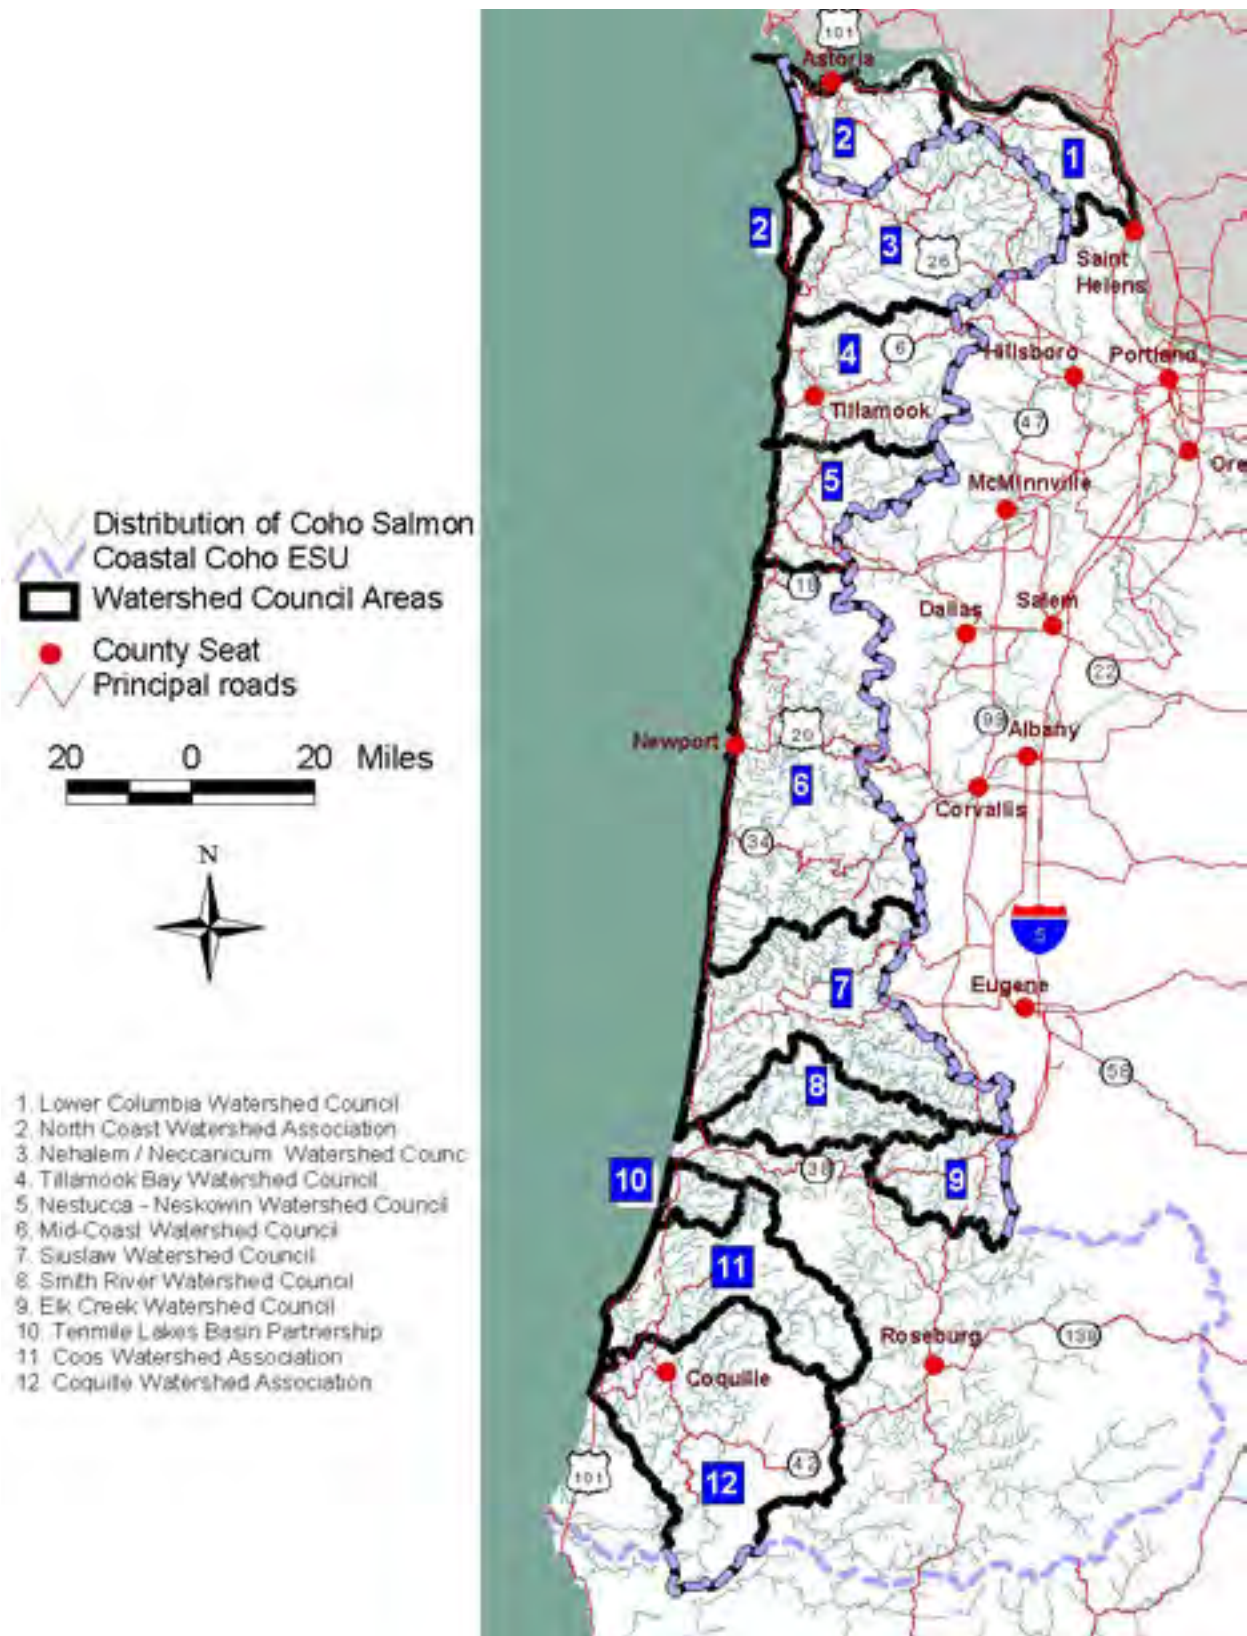 101
Astoria
2
1
2
3
26
Saint
Helens
4
6
Hillsboro
Portland
Tillamook
47
Ore
5
McMinnville
Distribution of Coho Salmon
Coastal Coho ESU
Watershed Council Areas
County Seat
Principal roads
18
Dallas
Salem
22
20 0 20 Miles
Newport
20
99
Albany
6
Corvallis
34
N
5
7
Eugene
58
8
1. Lower Columbia Watershed Council
2. North Coast Watershed Association
3. Nehalem / Neccanicum Watershed Counc
4. Tillamook Bay Watershed Council
5. Nestucca - Neskowin Watershed Council
6. Mid-Coast Watershed Council
7. Siuslaw Watershed Council
8. Smith River Watershed Council
9. Elk Creek Watershed Council
10. Tenmile Lakes Basin Partnership
11. Coos Watershed Association
12. Coquille Watershed Association
38
10
9
11
Roseburg
138
Coquille
42
101
12